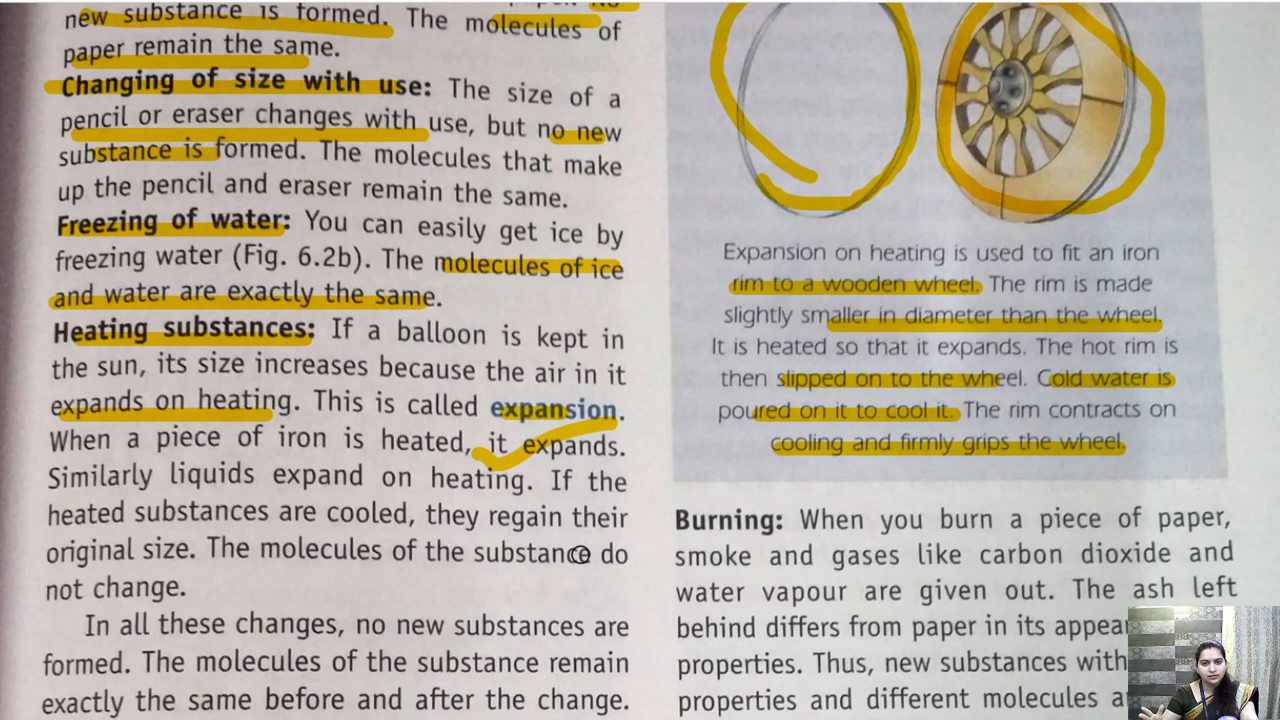 new substance is formed. The molecules of
paper remain the same.
Changing of size with use: The size of a
pencil or eraser changes with use, but no new
substance is formed. The molecules that make
up the pencil and eraser remain the same.
Freezing of water: You can easily get ice by
freezing water (Fig. 6.2b). The molecules of ice
and water are exactly the same.
Heating substances: If a balloon is kept in
the sun, its size increases because the air in it
expands on heating. This is called expansion.
When a piece of iron is heated, it expands.
Similarly liquids expand on heating. If the
heated substances are cooled, they regain their
original size. The molecules of the substance do
not change.
In all these changes, no new substances are
formed. The molecules of the substance remain
exactly the same before and after the change.
Expansion on heating is used to fit an iron
rim to a wooden wheel. The rim is made
slightly smaller in diameter than the wheel.
It is heated so that it expands. The hot rim is
then slipped on to the wheel. Cold water is
poured on it to cool it. The rim contracts on
cooling and firmly grips the wheel.
Burning: When you burn a piece of paper,
smoke and gases like carbon dioxide and
water vapour are given out. The ash left
behind differs from paper in its
properties. Thus, new substances with
properties and different molecules